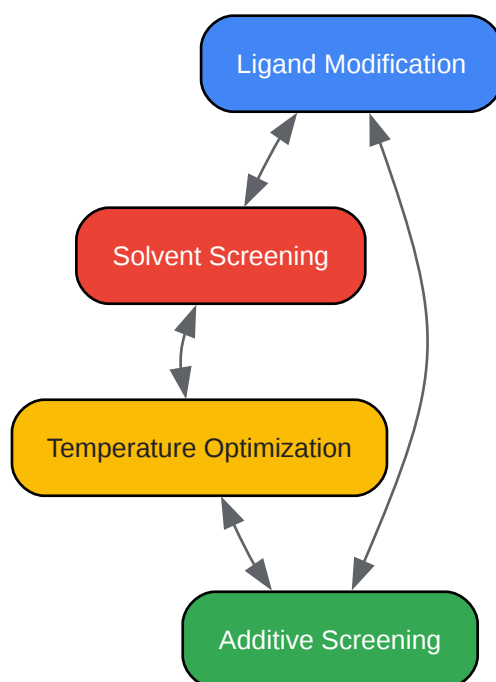 Ligand Modification
Solvent Screening
Temperature Optimization
Additive Screening